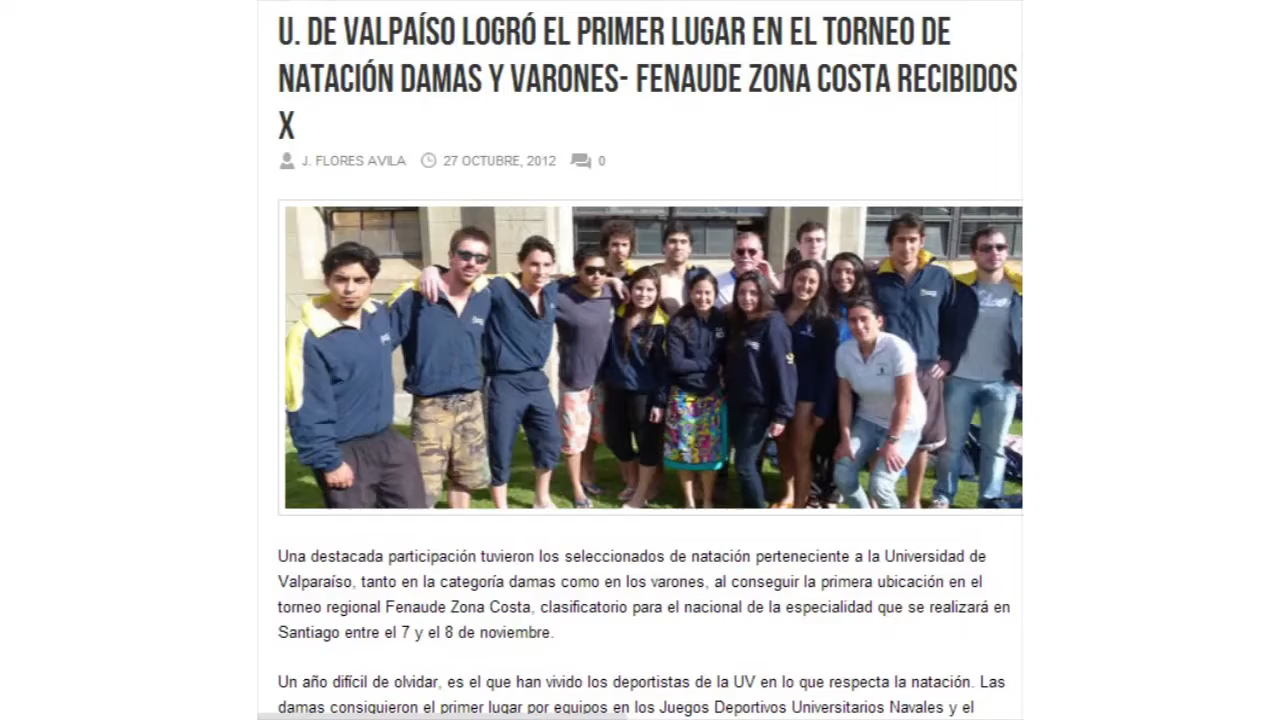 U. DE VALPAÍSO LOGRÓ EL PRIMER LUGAR EN EL TORNEO DE
NATACIÓN DAMAS Y VARONES- FENAUDE ZONA COSTA RECIBIDOS
X
J. FLORES AVILA 27 OCTUBRE, 2012 0
Una destacada participación tuvieron los seleccionados de natación perteneciente a la Universidad de
Valparaíso, tanto en la categoría damas como en los varones, al conseguir la primera ubicación en el
torneo regional Fenaude Zona Costa, clasificatorio para el nacional de la especialidad que se realizará en
Santiago entre el 7 y el 8 de noviembre.
Un año difícil de olvidar, es el que han vivido los deportistas de la UV en lo que respecta la natación. Las
damas consiguieron el primer lugar por equipos en los Juegos Deportivos Universitarios Navales y el